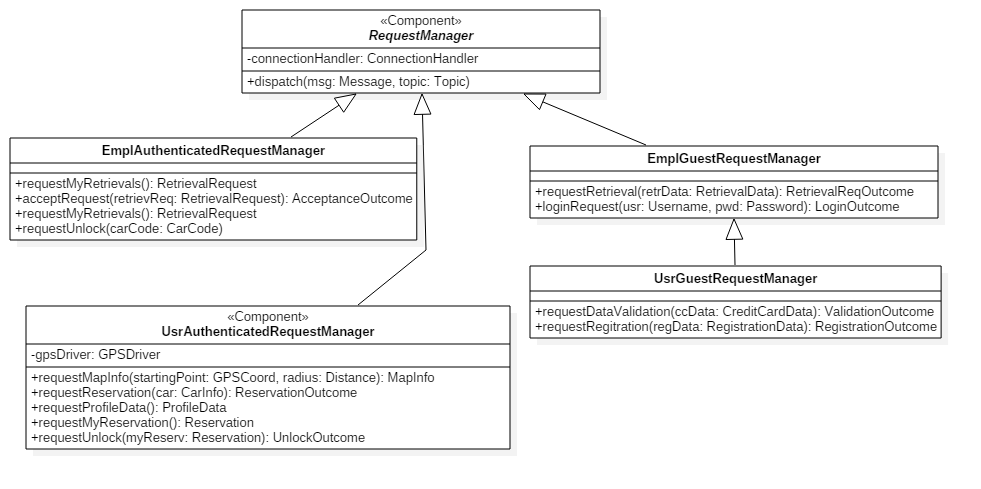 «Component»
RequestManager
-connectionHandler: ConnectionHandler
+dispatch(msg: Message, topic: Topic)
EmplAuthenticatedRequestManager
+requestMyRetrievals(): RetrievalRequest
+acceptRequest(retrievReq: RetrievalRequest): AcceptanceOutcome
+requestMyRetrievals(): RetrievalRequest
+requestUnlock(carCode: CarCode)
EmplGuestRequestManager
+requestRetrieval(retrData: RetrievalData): RetrievalReqOutcome
+loginRequest(usr: Username, pwd: Password): LoginOutcome
UsrGuestRequestManager
+requestDataValidation(ccData: CreditCardData): ValidationOutcome
+requestRegitration(regData: RegistrationData): RegistrationOutcome
«Component»
UsrAuthenticatedRequestManager
-gpsDriver: GPSDriver
+requestMapInfo(startingPoint: GPSCoord, radius: Distance): MapInfo
+requestReservation(car: CarInfo): ReservationOutcome
+requestProfileData(): ProfileData
+requestMyReservation(): Reservation
+requestUnlock(myReserv: Reservation): UnlockOutcome